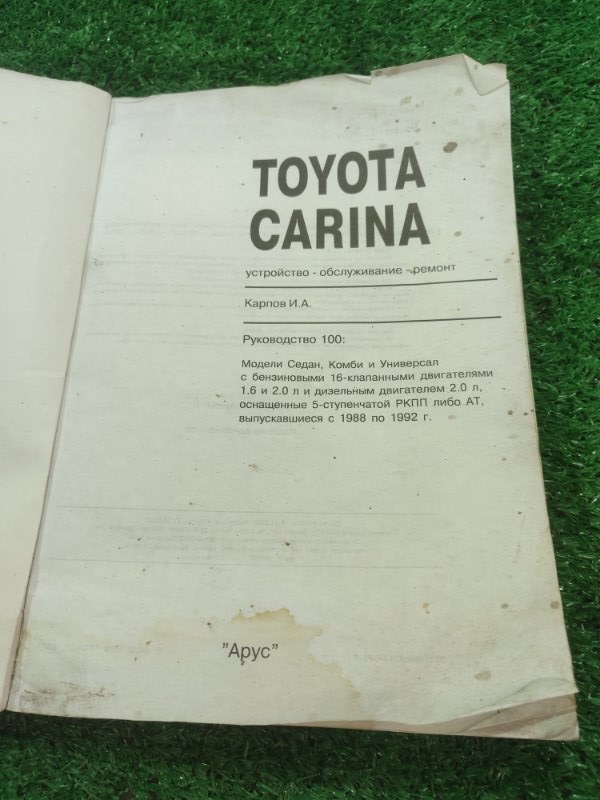 TOYOTA
CARINA
устройство - обслуживание - ремонт
Карпов И.А.
Руководство 100:
Модели Седан, Комби и Универсал
с бензиновыми 16-клапанными двигателями
1.6 и 2.0 л и дизельным двигателем 2.0 л,
оснащенные 5-ступенчатой РКПП либо АТ,
выпускавшиеся с 1988 по 1992 г.
"Арус"